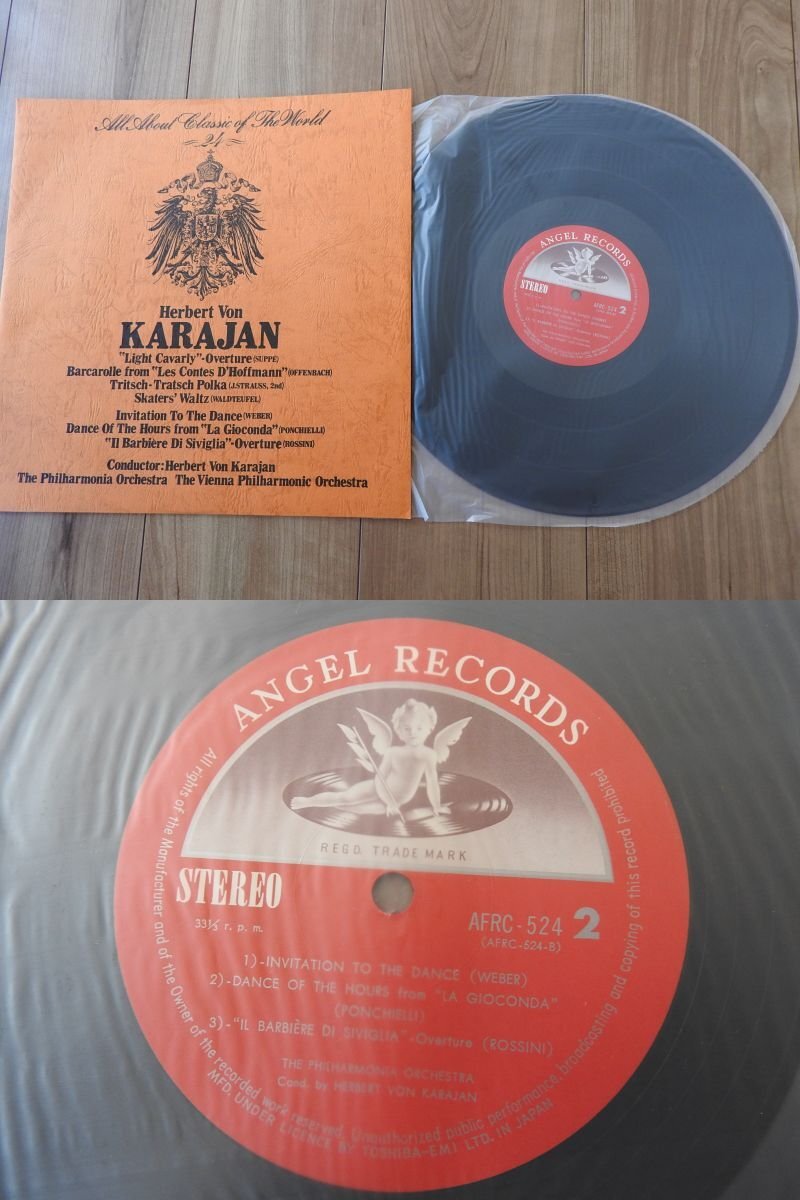 All About Classic of The World
24
Herbert Von
KARAJAN
"Light Cavarly"-Overture (SUPPÉ)
Barcarolle from "Les Contes D'Hoffmann" (OFFENBACH)
Tritsch-Tratsch Polka (J.STRAUSS, 2nd)
Skaters' Waltz (WALDTEUFEL)
Invitation To The Dance (WEBER)
Dance Of The Hours from "La Gioconda" (PONCHIELLI)
"Il Barbière Di Siviglia"-Overture (ROSSINI)
Conductor: Herbert Von Karajan
The Philharmonia Orchestra The Vienna Philharmonic Orchestra
ANGEL RECORDS
STEREO
AFRC-524 2
ANGEL RECORDS
REGD. TRADE MARK
STEREO
33⅓ r. p. m.
AFRC-524 2
(AFRC-524-B)
1)-INVITATION TO THE DANCE (WEBER)
2)-DANCE OF THE HOURS from "LA GIOCONDA"
(PONCHIELLI)
3)-"IL BARBIÈRE DI SIVIGLIA"-Overture (ROSSINI)
THE PHILHARMONIA ORCHESTRA
Cond. by HERBERT VON KARAJAN
All rights of the Manufacturer and of the Owner of the recorded work reserved. Unauthorized public performance, broadcasting and copying of this record prohibited
MFD. UNDER LICENCE BY TOSHIBA-EMI LTD. IN JAPAN